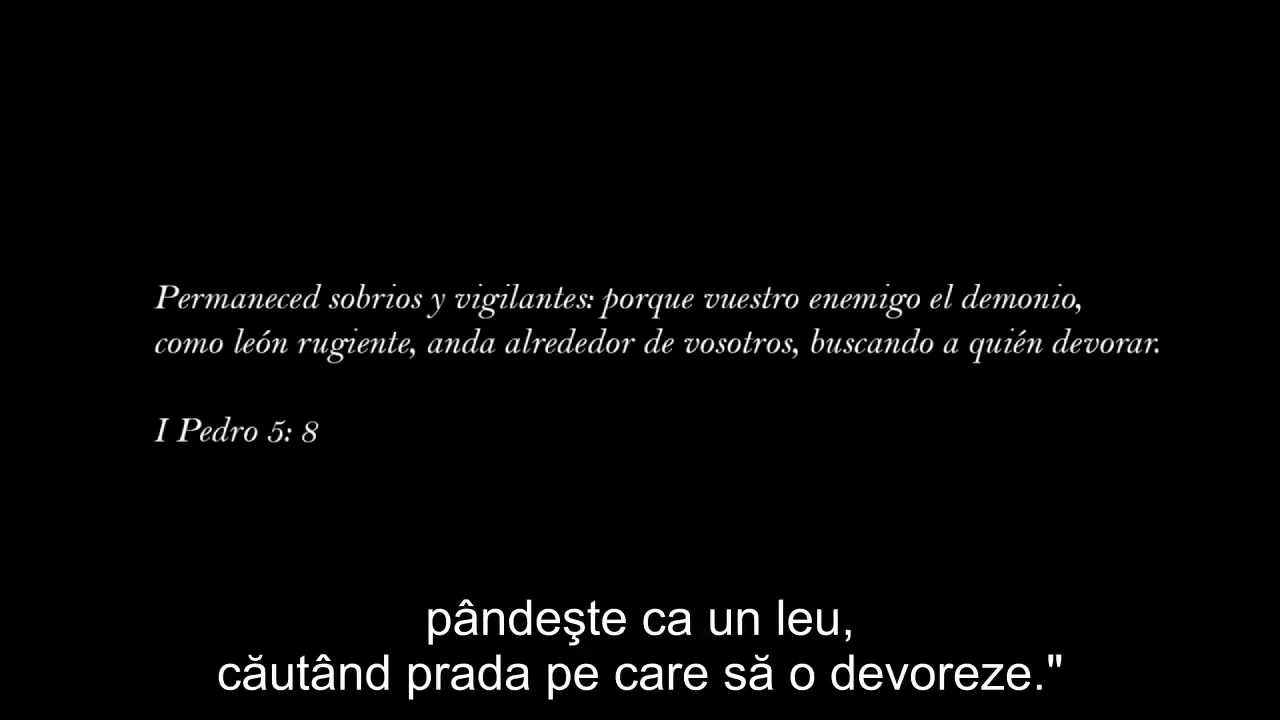 Permaneced sobrios y vigilantes: porque vuestro enemigo el demonio,
como león rugiente, anda alrededor de vosotros, buscando a quién devorar.
I Pedro 5: 8
pândeşte ca un leu,
căutând prada pe care să o devoreze."